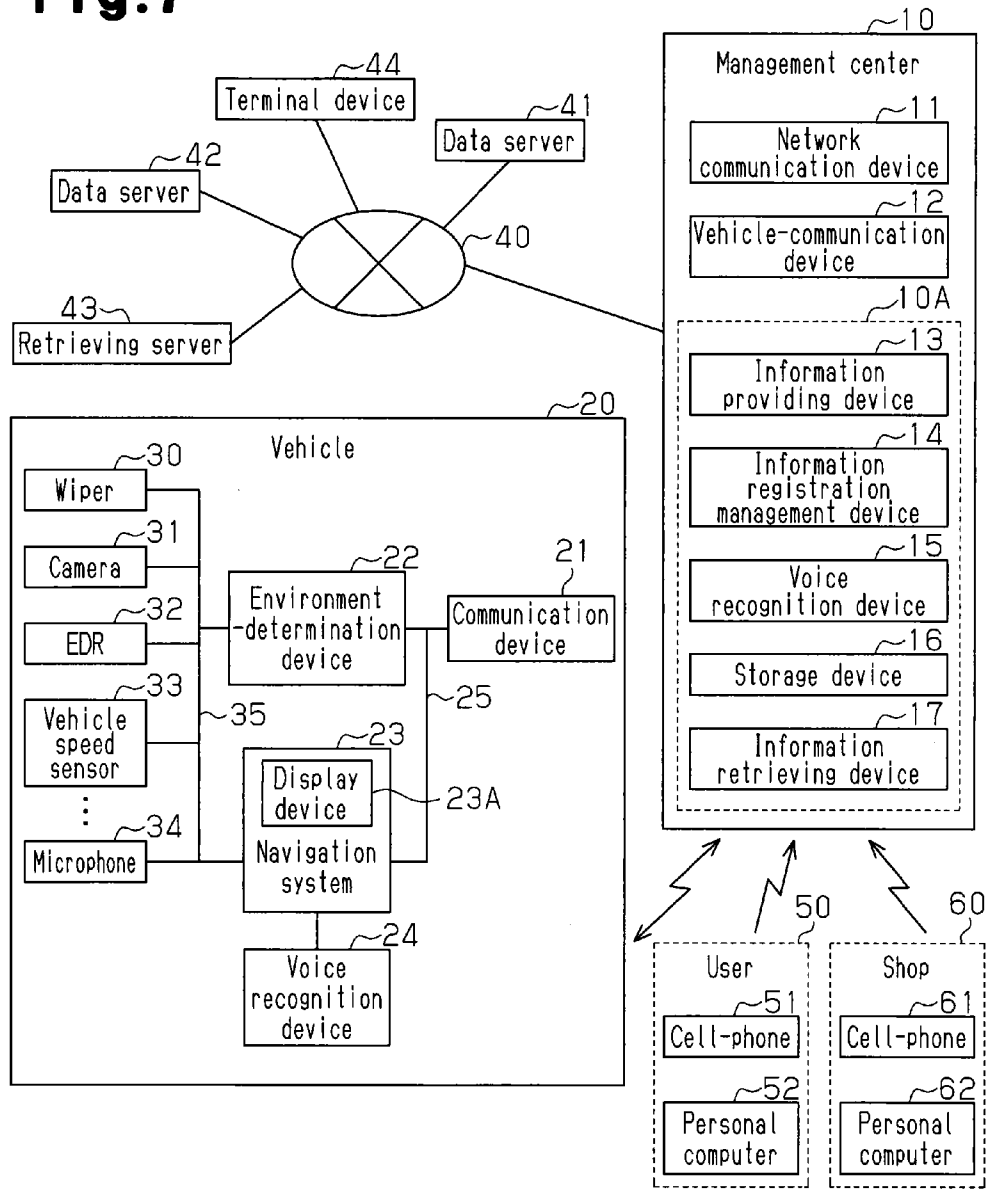 Fig.7
10
Management center
11
Network
communication device
12
Vehicle-communication
device
10A
13
Information
providing device
14
Information
registration
management device
15
Voice
recognition device
16
Storage device
17
Information
retrieving device
44
Terminal device
41
Data server
42
Data server
40
43
Retrieving server
20
Vehicle
30
Wiper
31
Camera
32
EDR
33
Vehicle
speed
sensor
34
Microphone
35
22
Environment
-determination
device
21
Communication
device
25
23
Display
device
23A
Navigation
system
24
Voice
recognition
device
50
User
51
Cell-phone
52
Personal
computer
60
Shop
61
Cell-phone
62
Personal
computer